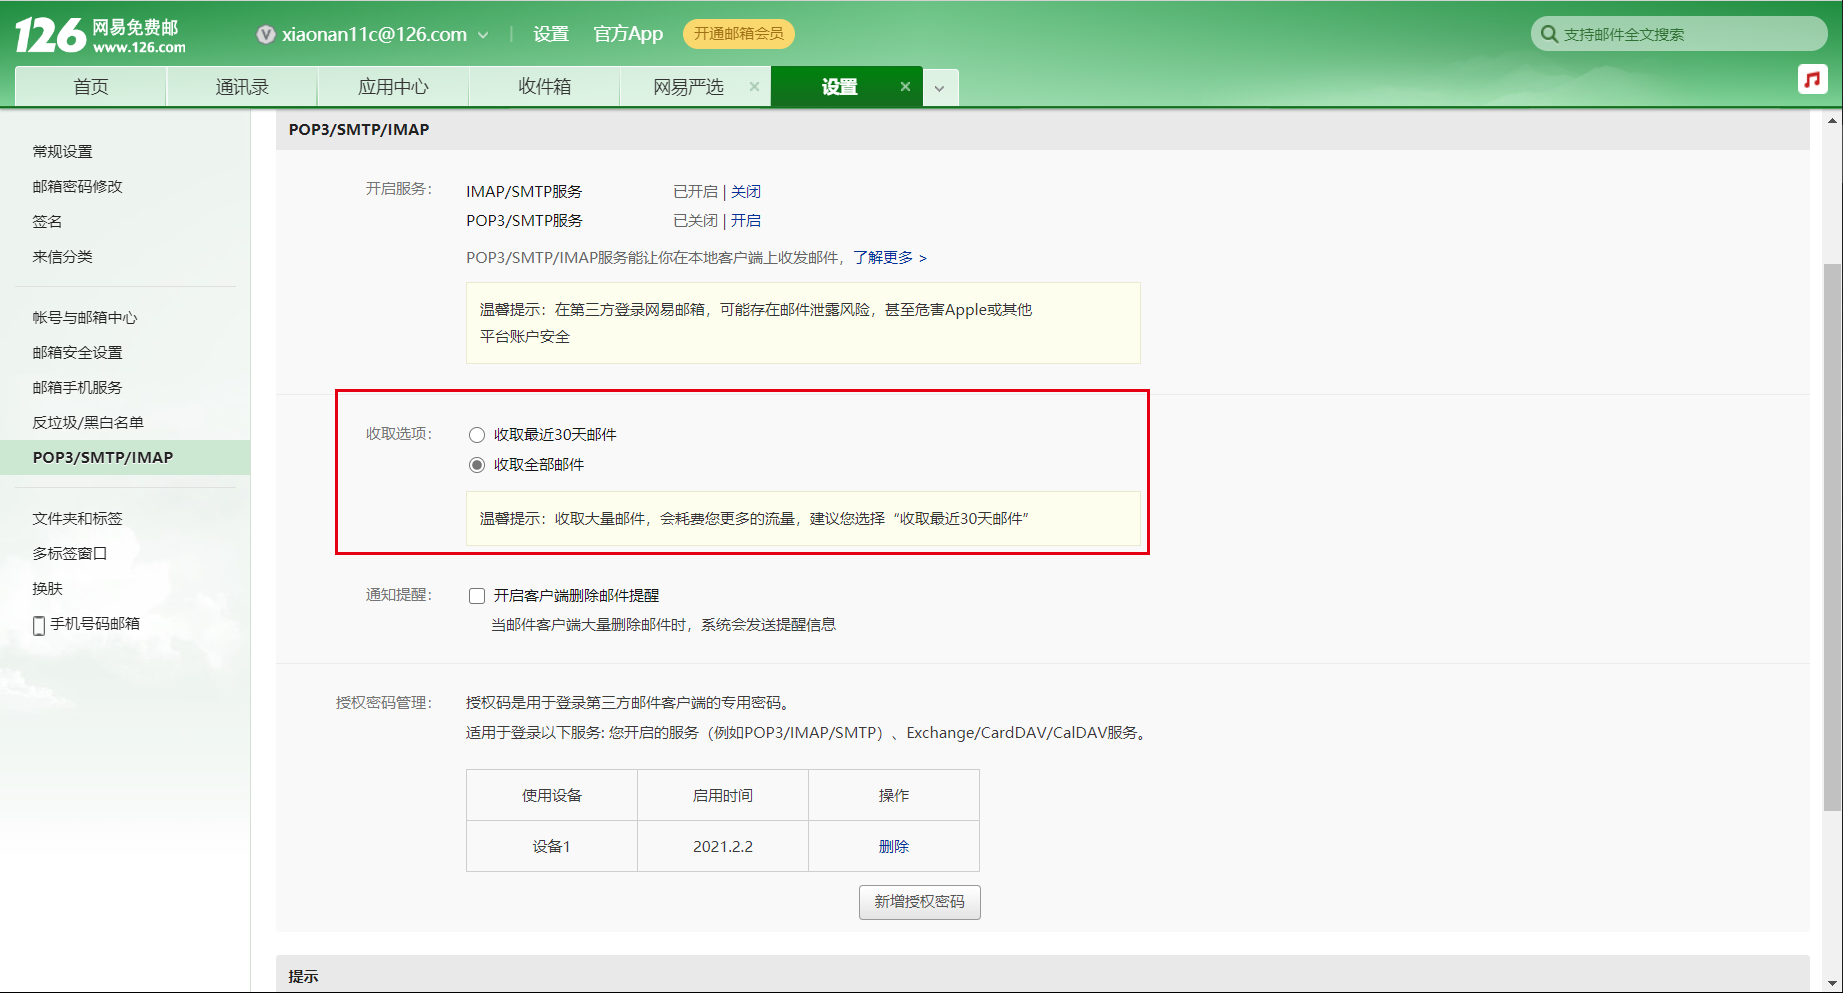 126 网易免费邮
www.126.com
xiaonan11c@126.com
设置
官方App
开通邮箱会员
支持邮件全文搜索
首页
通讯录
应用中心
收件箱
网易严选
设置
常规设置
邮箱密码修改
签名
来信分类
帐号与邮箱中心
邮箱安全设置
邮箱手机服务
反垃圾/黑白名单
POP3/SMTP/IMAP
文件夹和标签
多标签窗口
换肤
手机号码邮箱
POP3/SMTP/IMAP
开启服务：
IMAP/SMTP服务 已开启 | 关闭
POP3/SMTP服务 已关闭 | 开启
POP3/SMTP/IMAP服务能让你在本地客户端上收发邮件，了解更多 >
温馨提示：在第三方登录网易邮箱，可能存在邮件泄露风险，甚至危害Apple或其他
平台账户安全
收取选项：
收取最近30天邮件
收取全部邮件
温馨提示：收取大量邮件，会耗费您更多的流量，建议您选择“收取最近30天邮件”
通知提醒：
开启客户端删除邮件提醒
当邮件客户端大量删除邮件时，系统会发送提醒信息
授权密码管理：
授权码是用于登录第三方邮件客户端的专用密码。
适用于登录以下服务: 您开启的服务（例如POP3/IMAP/SMTP）、Exchange/CardDAV/CalDAV服务。
使用设备 启用时间 操作
设备1 2021.2.2 删除
新增授权密码
提示